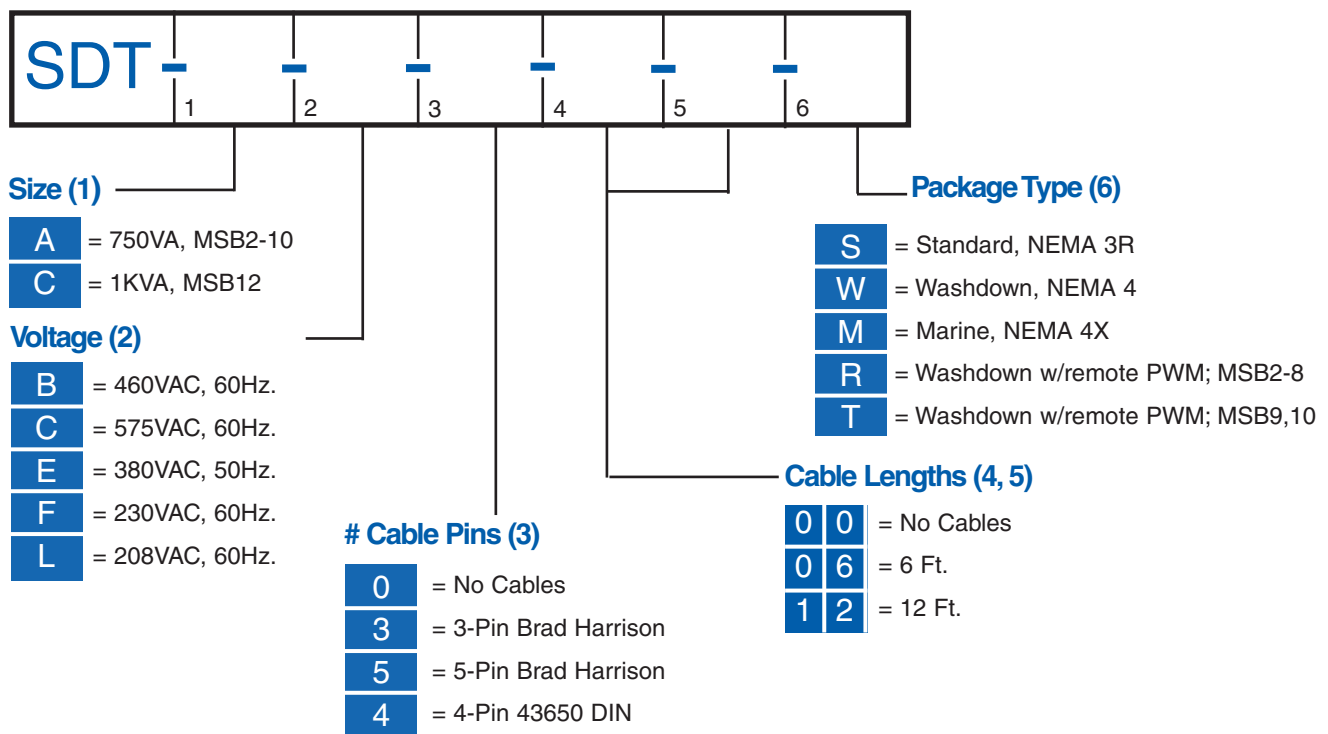 SDT - - - - - -
1 2 3 4 5 6
Size (1)
A = 750VA, MSB2-10
C = 1KVA, MSB12
Voltage (2)
B = 460VAC, 60Hz.
C = 575VAC, 60Hz.
E = 380VAC, 50Hz.
F = 230VAC, 60Hz.
L = 208VAC, 60Hz.
# Cable Pins (3)
0 = No Cables
3 = 3-Pin Brad Harrison
5 = 5-Pin Brad Harrison
4 = 4-Pin 43650 DIN
Cable Lengths (4, 5)
0 0 = No Cables
0 6 = 6 Ft.
1 2 = 12 Ft.
Package Type (6)
S = Standard, NEMA 3R
W = Washdown, NEMA 4
M = Marine, NEMA 4X
R = Washdown w/remote PWM; MSB2-8
T = Washdown w/remote PWM; MSB9,10